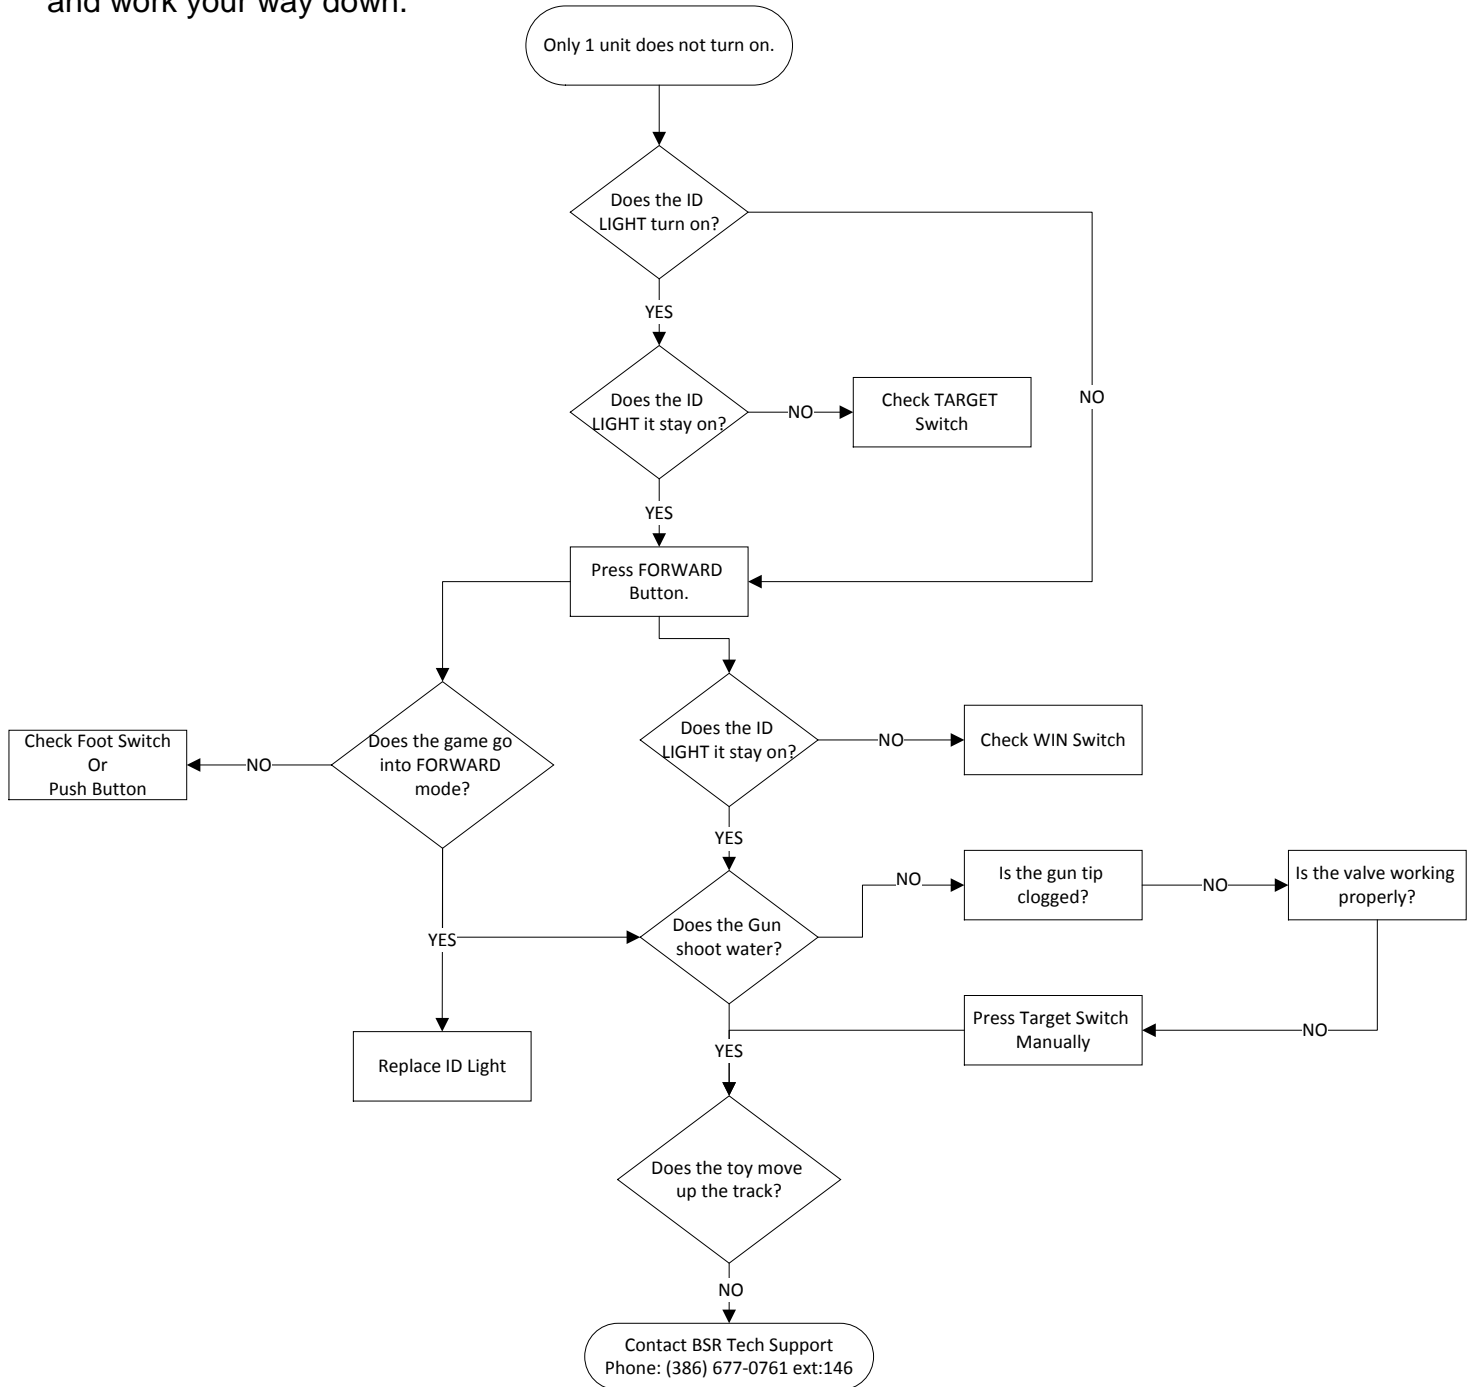 and work your way down.
Only 1 unit does not turn on.
Does the ID
LIGHT turn on?
YES
NO
Does the ID
LIGHT it stay on?
NO
Check TARGET
Switch
YES
Press FORWARD
Button.
Does the game go
into FORWARD
mode?
NO
Check Foot Switch
Or
Push Button
Does the ID
LIGHT it stay on?
NO
Check WIN Switch
YES
YES
Replace ID Light
Does the Gun
shoot water?
NO
Is the gun tip
clogged?
NO
Is the valve working
properly?
NO
Press Target Switch
Manually
YES
Does the toy move
up the track?
NO
Contact BSR Tech Support
Phone: (386) 677-0761 ext:146